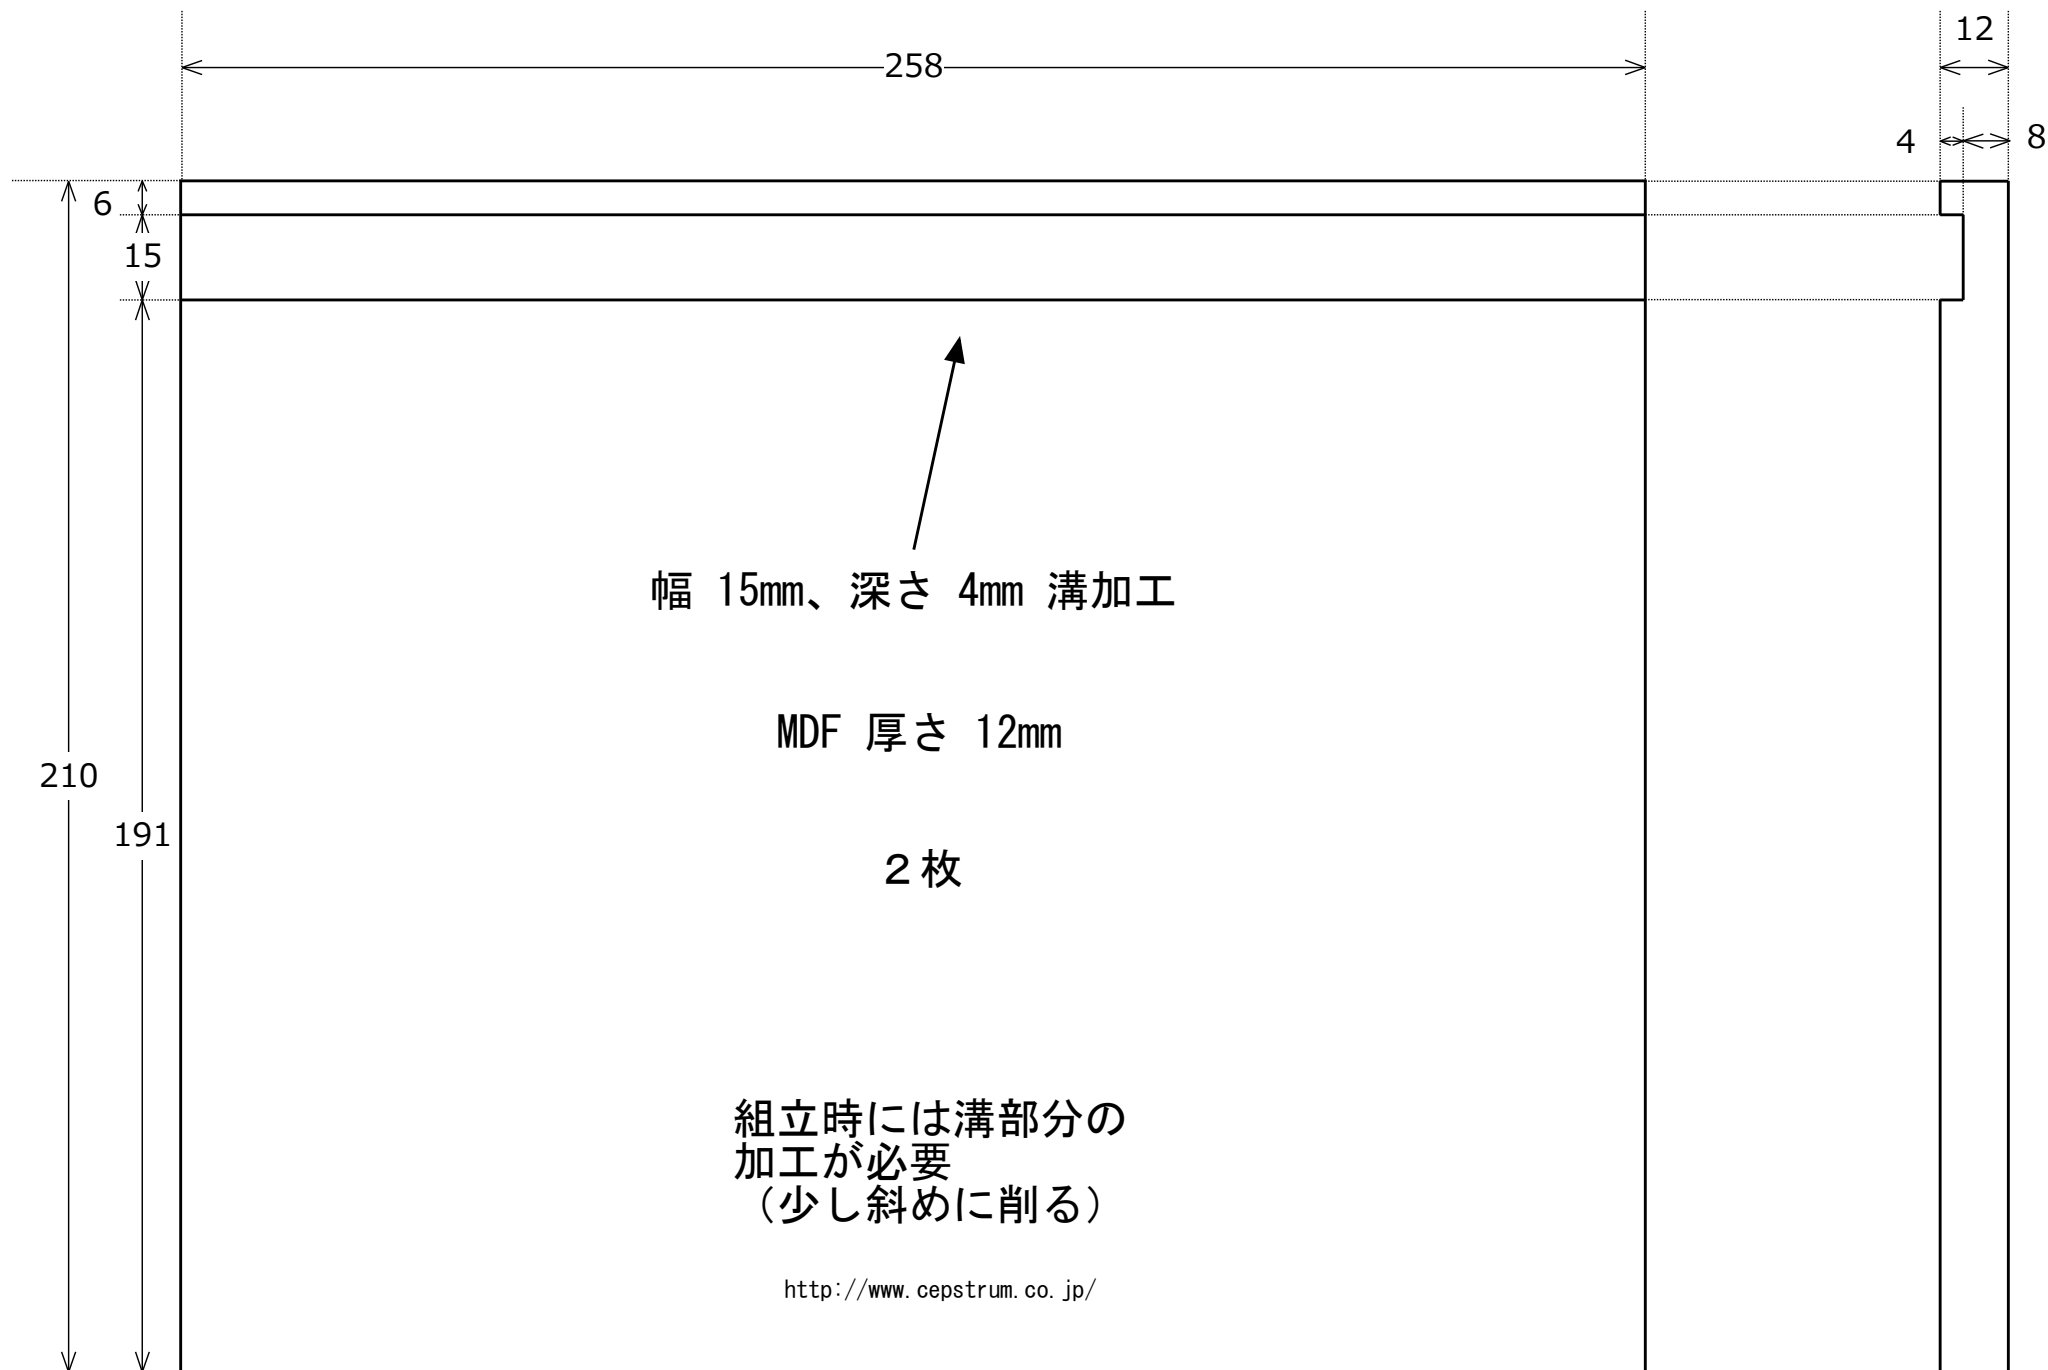 12
258
4
8
6
15
幅 15mm、深さ 4mm 溝加工
MDF 厚さ 12mm
210
191
２枚
組立時には溝部分の
加工が必要
（少し斜めに削る）
http://www.cepstrum.co.jp/